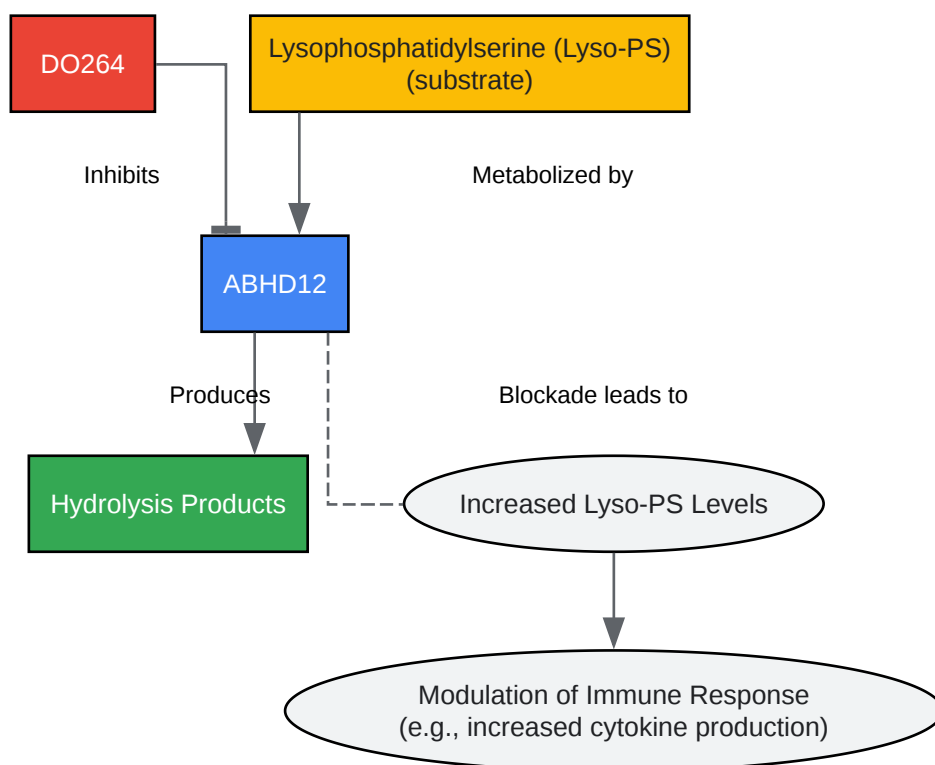 DO264
Lysophosphatidylserine (Lyso-PS)
(substrate)
Inhibits
Metabolized by
ABHD12
Produces
Blockade leads to
Hydrolysis Products
Increased Lyso-PS Levels
Modulation of Immune Response
(e.g., increased cytokine production)